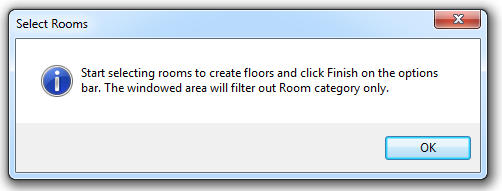 Select Rooms
Start selecting rooms to create floors and click Finish on the options
bar. The windowed area will filter out Room category only.
OK